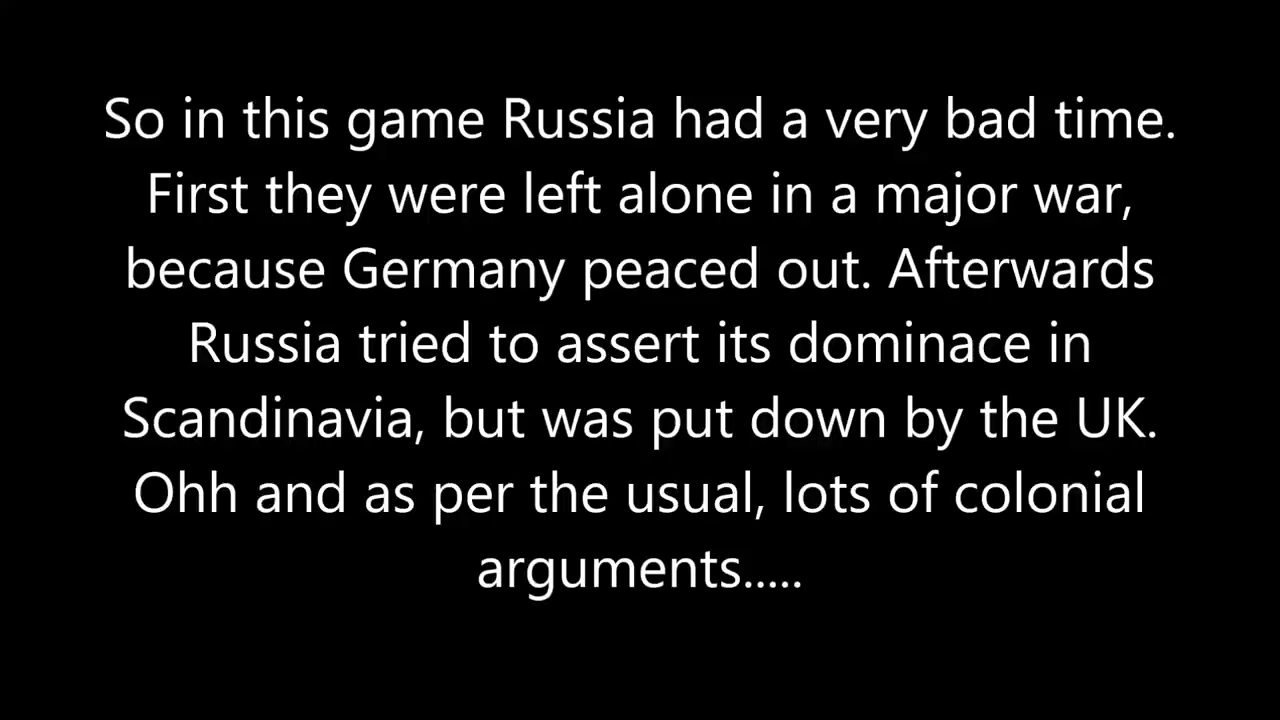 So in this game Russia had a very bad time.
First they were left alone in a major war,
because Germany peaced out. Afterwards
Russia tried to assert its dominace in
Scandinavia, but was put down by the UK.
Ohh and as per the usual, lots of colonial
arguments.....